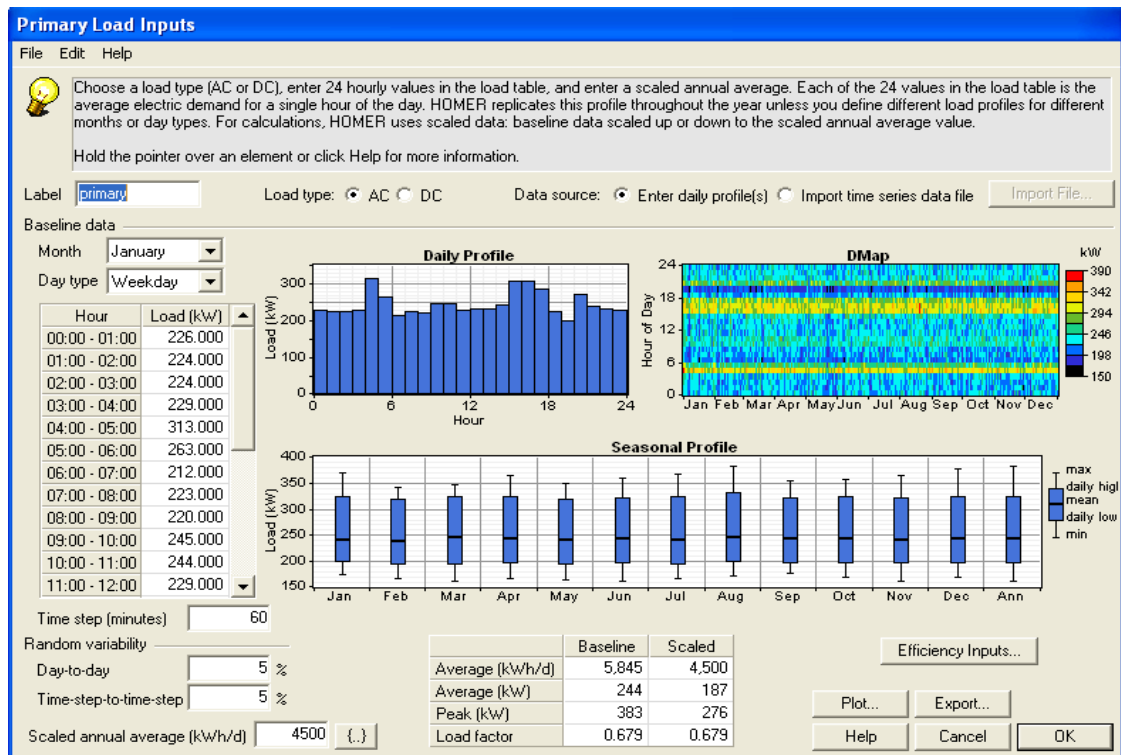 Primary Load Inputs
File Edit Help
Choose a load type (AC or DC), enter 24 hourly values in the load table, and enter a scaled annual average. Each of the 24 values in the load table is the
average electric demand for a single hour of the day. HOMER replicates this profile throughout the year unless you define different load profiles for different
months or day types. For calculations, HOMER uses scaled data: baseline data scaled up or down to the scaled annual average value.
Hold the pointer over an element or click Help for more information.
Label primary Load type: AC DC Data source: Enter daily profile(s) Import time series data file Import File...
Baseline data
Month January
Day type Weekday
Hour Load (kW)
00:00 - 01:00 226.000
01:00 - 02:00 224.000
02:00 - 03:00 224.000
03:00 - 04:00 229.000
04:00 - 05:00 313.000
05:00 - 06:00 263.000
06:00 - 07:00 212.000
07:00 - 08:00 223.000
08:00 - 09:00 220.000
09:00 - 10:00 245.000
10:00 - 11:00 244.000
11:00 - 12:00 229.000
Time step (minutes) 60
Random variability
Day-to-day 5 %
Time-step-to-time-step 5 %
Scaled annual average (kWh/d) 4500 {..}
Daily Profile
Load (kW)
300
200
100
0
0 6 12 18 24
Hour
DMap
Hour of Day
24
18
12
6
0
Jan Feb Mar Apr May Jun Jul Aug Sep Oct Nov Dec
kW
390
342
294
246
198
150
Seasonal Profile
Load (kW)
400
350
300
250
200
150
Jan Feb Mar Apr May Jun Jul Aug Sep Oct Nov Dec Ann
max
daily higl
mean
daily low
min
Baseline Scaled
Average (kWh/d) 5,845 4,500
Average (kW) 244 187
Peak (kW) 383 276
Load factor 0.679 0.679
Efficiency Inputs...
Plot... Export...
Help Cancel OK